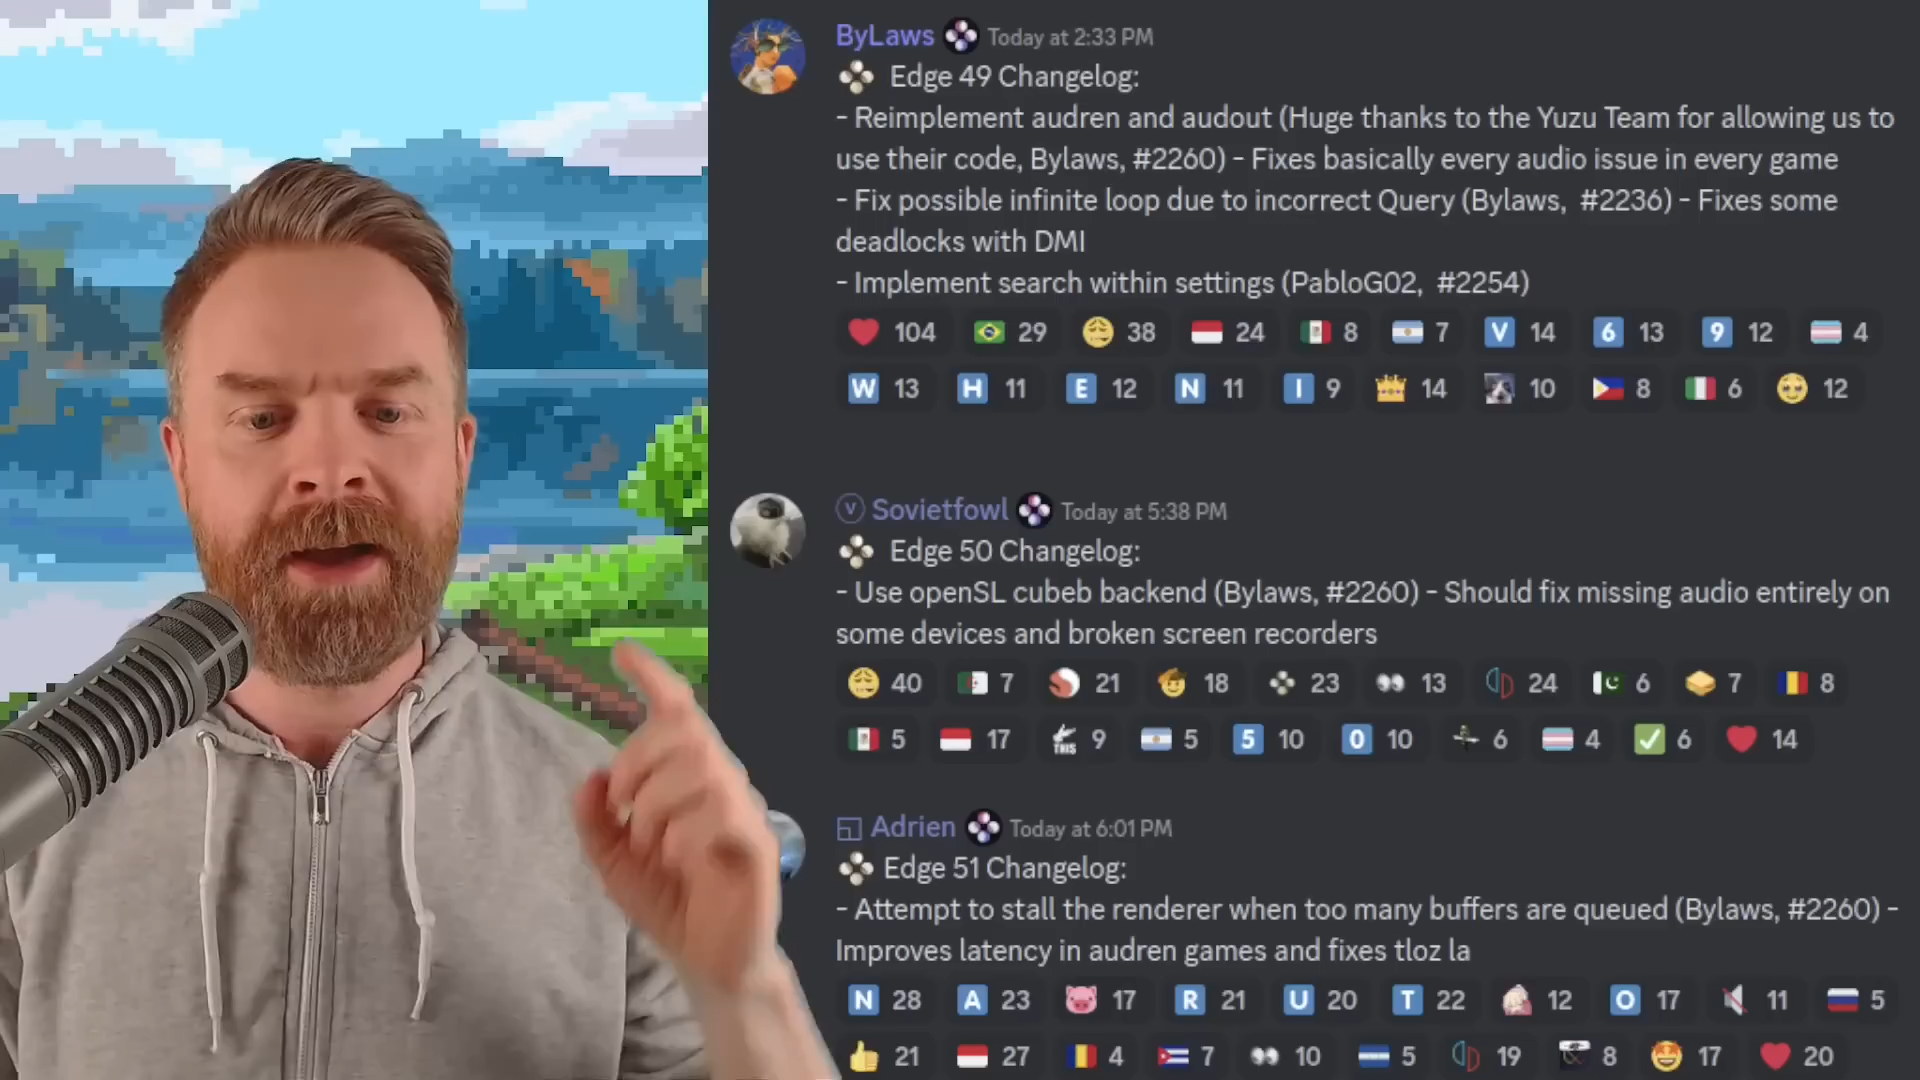 ByLaws Today at 2:33 PM
Edge 49 Changelog:
- Reimplement audren and audout (Huge thanks to the Yuzu Team for allowing us to
use their code, Bylaws, #2260) - Fixes basically every audio issue in every game
- Fix possible infinite loop due to incorrect Query (Bylaws, #2236) - Fixes some
deadlocks with DMI
- Implement search within settings (PabloG02, #2254)
104 29 38 24 8 7 V 14 6 13 9 12 4
W 13 H 11 E 12 N 11 I 9 14 10 8 6 12
V Sovietfowl Today at 5:38 PM
Edge 50 Changelog:
- Use openSL cubeb backend (Bylaws, #2260) - Should fix missing audio entirely on
some devices and broken screen recorders
40 7 21 18 23 13 24 6 7 8
5 17 THIS 9 5 5 10 0 10 6 4 6 14
Adrien Today at 6:01 PM
Edge 51 Changelog:
- Attempt to stall the renderer when too many buffers are queued (Bylaws, #2260) -
Improves latency in audren games and fixes tloz la
N 28 A 23 17 R 21 U 20 T 22 12 O 17 11 5
21 27 4 7 10 5 19 8 17 20